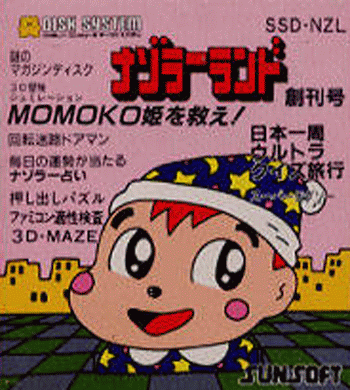 DISK SYSTEM
SSD-NZL
謎の
マガジンディスク
ナゾラーランド
創刊号
3D冒険
シュミレーション
MOMOKO姫を救え!
回転迷路ドアマン
毎日の運勢が当たる
ナゾラー占い
押し出しパズル
ファミコン適性検査
3D-MAZE
日本一周
ウルトラ
クイズ旅行
SUNSOFT